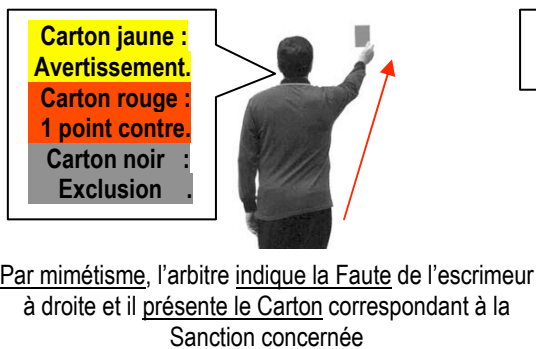 Carton jaune :
Avertissement.
Carton rouge :
1 point contre.
Carton noir :
Exclusion .
Par mimétisme, l'arbitre indique la Faute de l'escrimeur
à droite et il présente le Carton correspondant à la
Sanction concernée